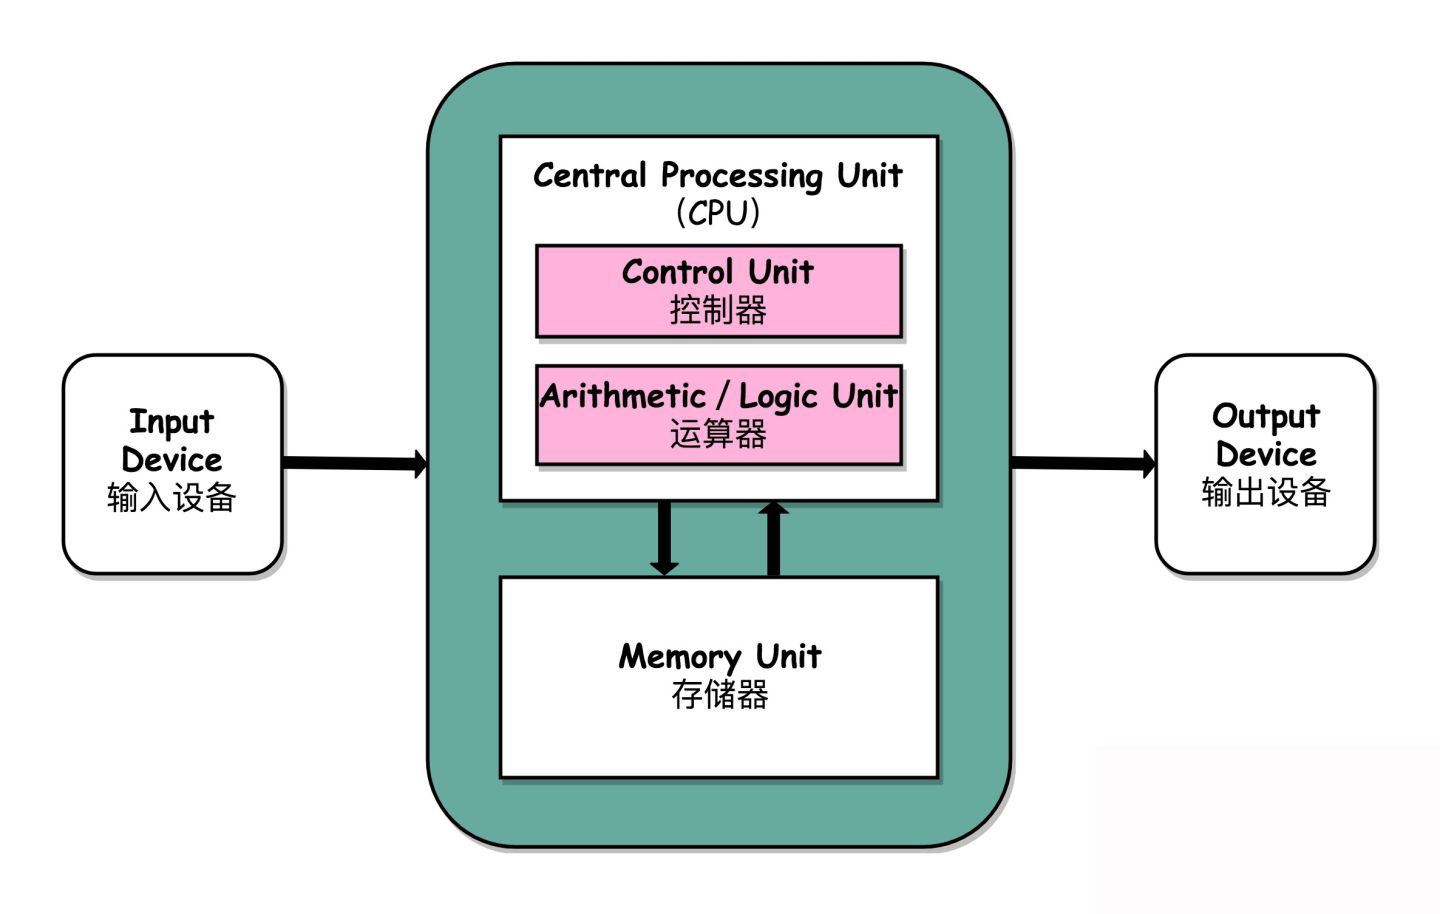 Central Processing Unit
(CPU)
Control Unit
控制器
Arithmetic / Logic Unit
运算器
Input
Device
输入设备
Output
Device
输出设备
Memory Unit
存储器